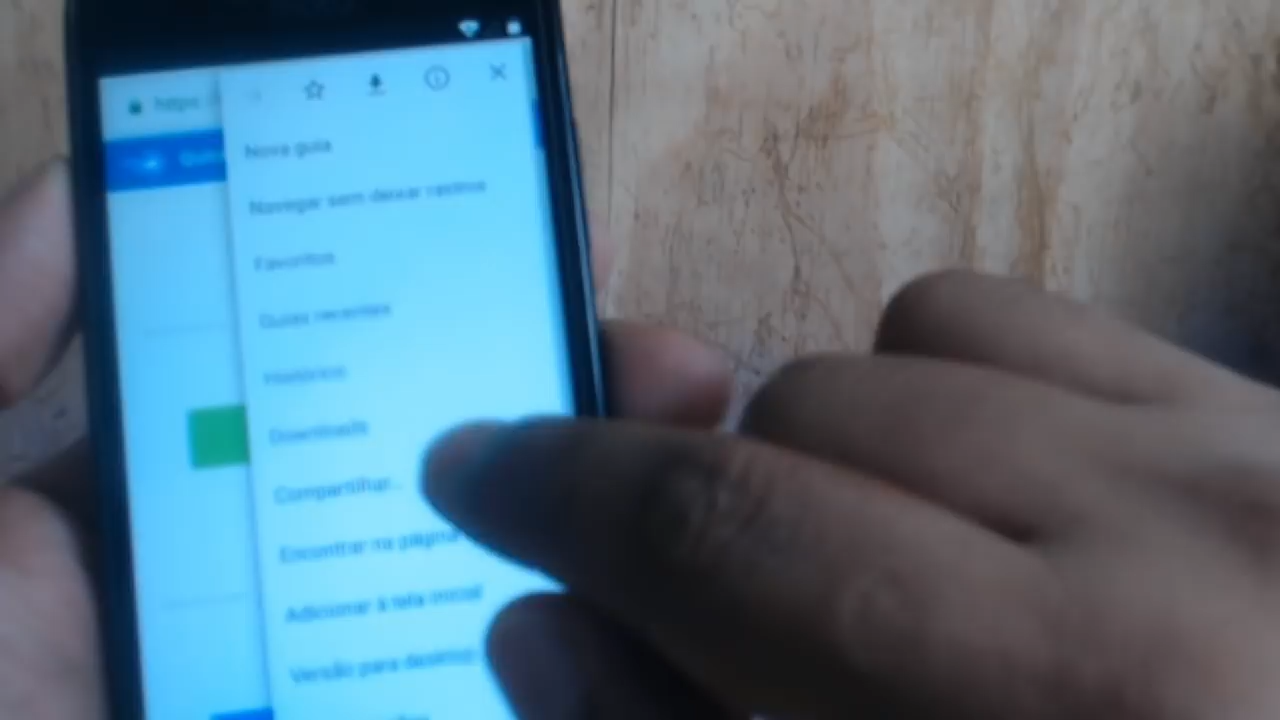 https:
Nova guia
Navegar sem deixar rastros
Favoritos
Guias recentes
Histórico
Downloads
Compartilhar...
Encontrar na página
Adicionar à tela inicial
Versão para desktop